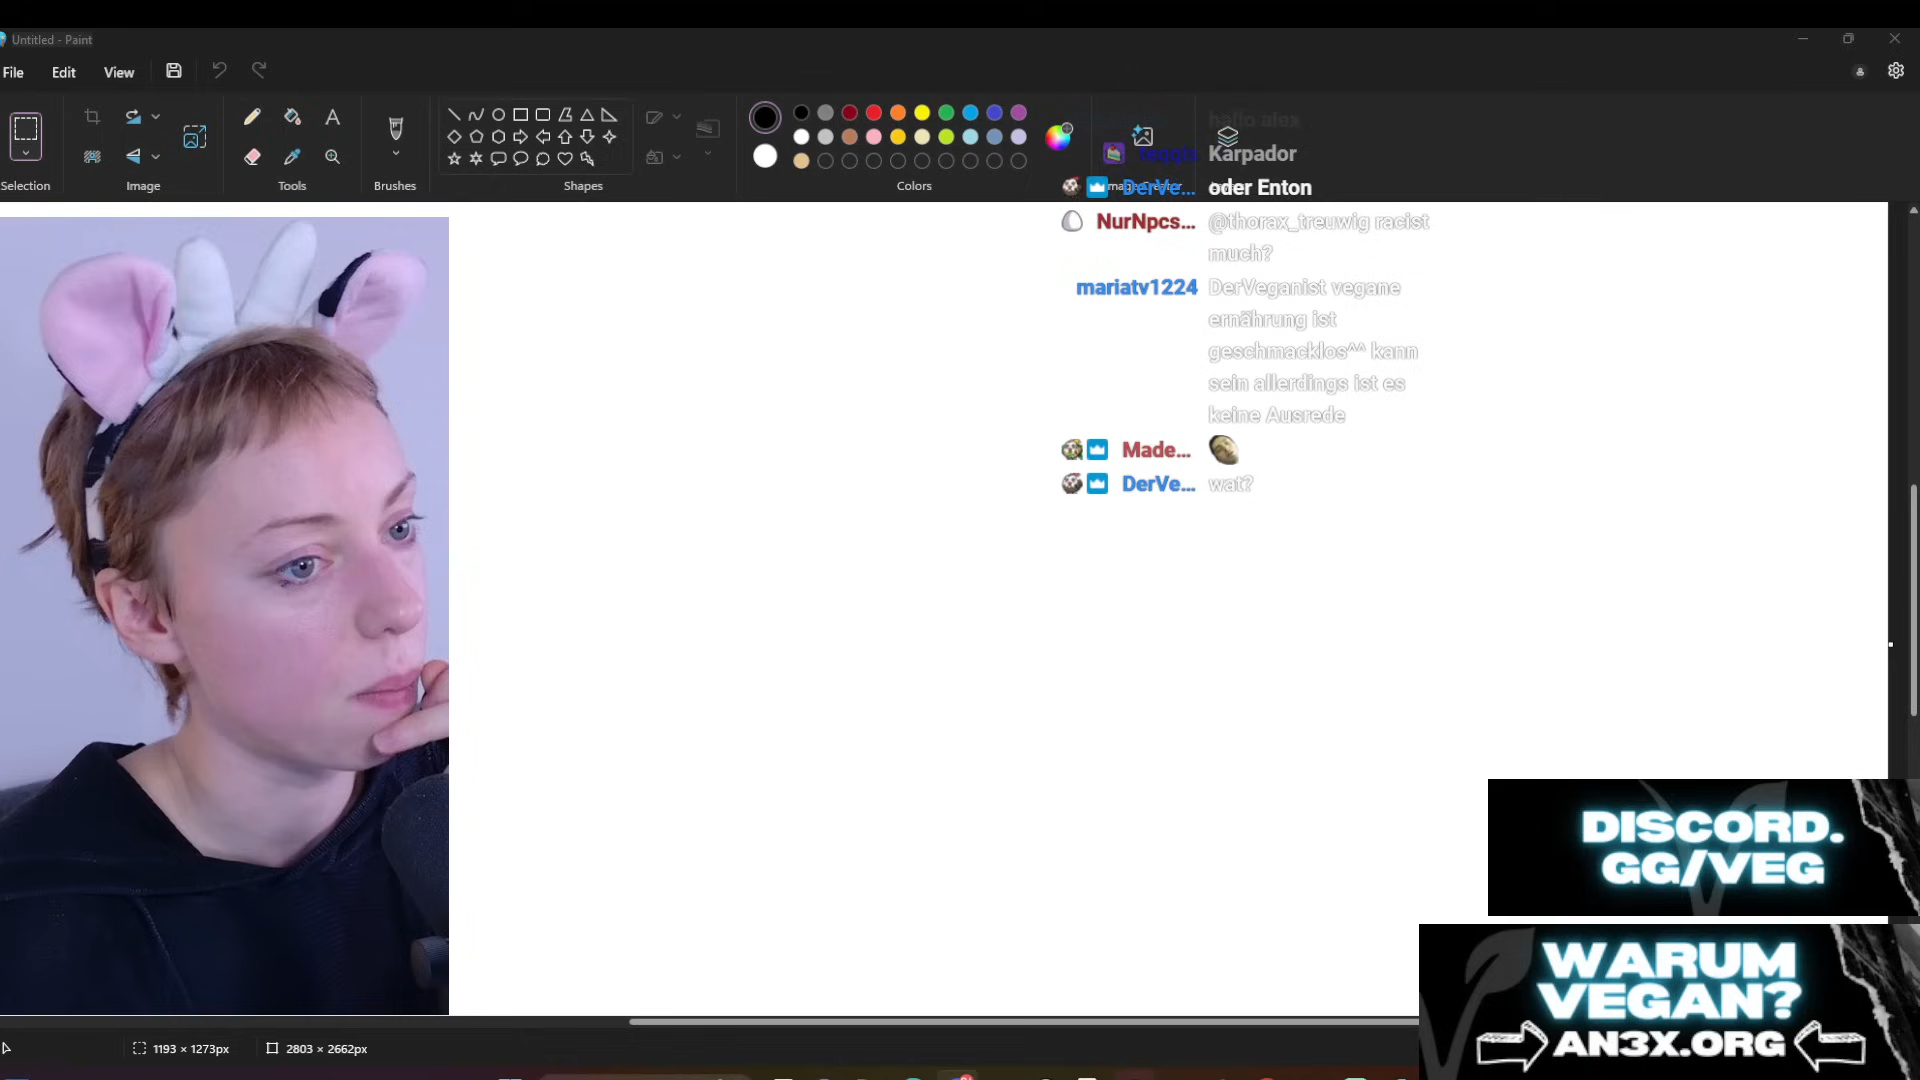 Untitled - Paint
File Edit View
Selection Image Tools Brushes Shapes Colors
hallo alex
Karpador
DerVe... oder Enton
NurNpcs... @thorax_treuwig racist
much?
mariatv1224 DerVeganist vegane
ernährung ist
geschmacklos^^ kann
sein allerdings ist es
keine Ausrede
Made...
DerVe... wat?
DISCORD.
GG/VEG
WARUM
VEGAN?
AN3X.ORG
1193 × 1273px 2803 × 2662px